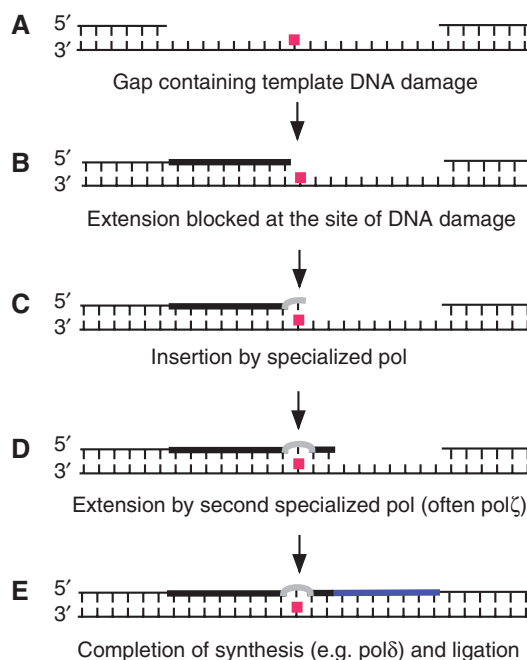 A
5′
3′
Gap containing template DNA damage
B
5′
3′
Extension blocked at the site of DNA damage
C
5′
3′
Insertion by specialized pol
D
5′
3′
Extension by second specialized pol (often polζ)
E
5′
3′
Completion of synthesis (e.g. polδ) and ligation